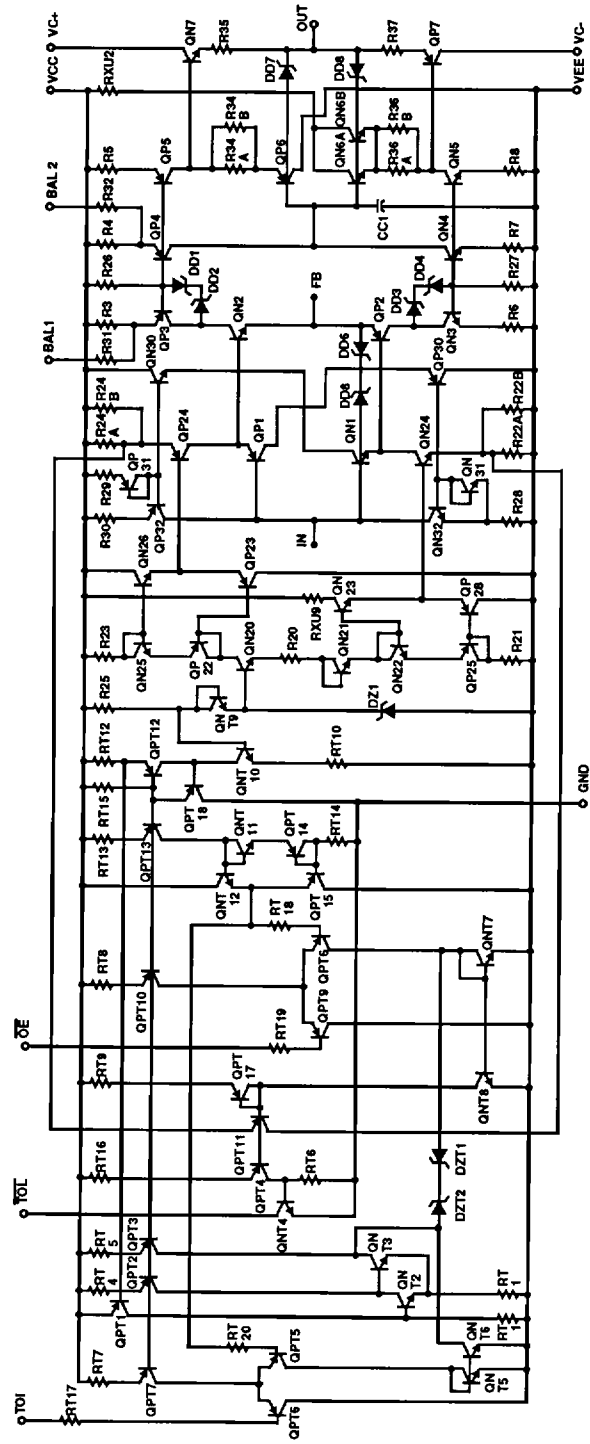 TOI
TOL
OE
BAL1
BAL 2
VCC
VC+
RT17
RT7
RT
4
RT
5
RT16
RT9
RT8
RT13
RT15
RT12
R25
R23
R30
R29
R24
A
R24
B
R31
R3
R26
R4
R32
R5
RXU2
QPT1
QPT7
QPT2
QPT3
QPT10
QPT13
QPT12
QN25
QN26
QP32
QP
31
QN30
QP3
QP4
QP5
QN7
R35
QPT
17
QPT11
QPT4
QNT4
RT6
RT19
QPT9
QPT6
RT
18
QNT
12
QNT
11
QPT
14
QPT
15
RT14
QPT
18
QNT
10
RT10
QN
T9
DZ1
QP
22
QP23
QN20
R20
QN21
QN
23
RXU9
QN22
QP25
QP
28
R21
QP24
QP1
QN1
QN24
IN
QN32
QN
31
R28
R22A
R22B
QP30
DD1
DD2
QN2
FB
DD6
DD8
QP2
DD3
DD4
QN3
R6
R27
R7
QN4
CC1
R34
A
R34
B
QP6
QN6A
QN6B
R36
A
R36
B
QN5
R8
DD7
DD8
OUT
R37
QP7
RT
20
QPT6
QPT5
QN
T3
QN
T2
RT
1
RT
1
QN
T5
QN
T6
DZT2
DZT1
QNT8
QNT7
GND
VEE
VC-